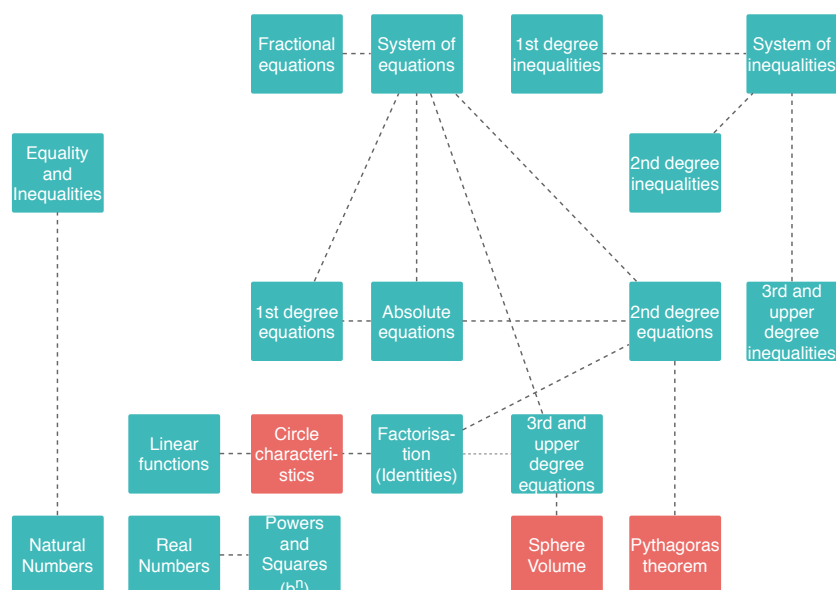 Fractional
equations
System of
equations
1st degree
inequalities
System of
inequalities
Equality
and
Inequalities
2nd degree
inequalities
1st degree
equations
Absolute
equations
2nd degree
equations
3rd and
upper
degree
inequalities
Linear
functions
Circle
characteri-
stics
Factorisa-
tion
(Identities)
3rd and
upper
degree
equations
Natural
Numbers
Real
Numbers
Powers
and
Squares
(bⁿ)
Sphere
Volume
Pythagoras
theorem